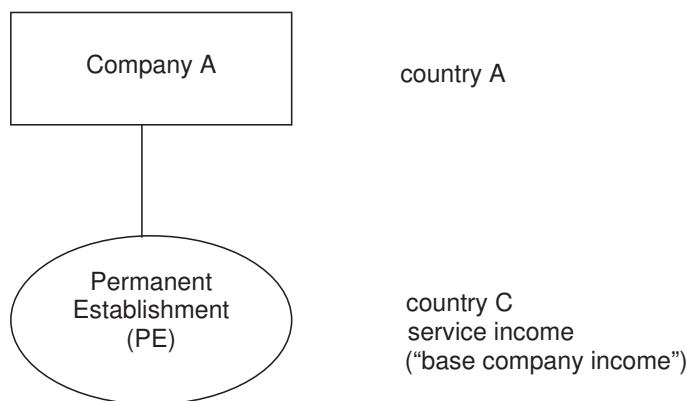 Company A
country A
Permanent
Establishment
(PE)
country C
service income
(“base company income”)